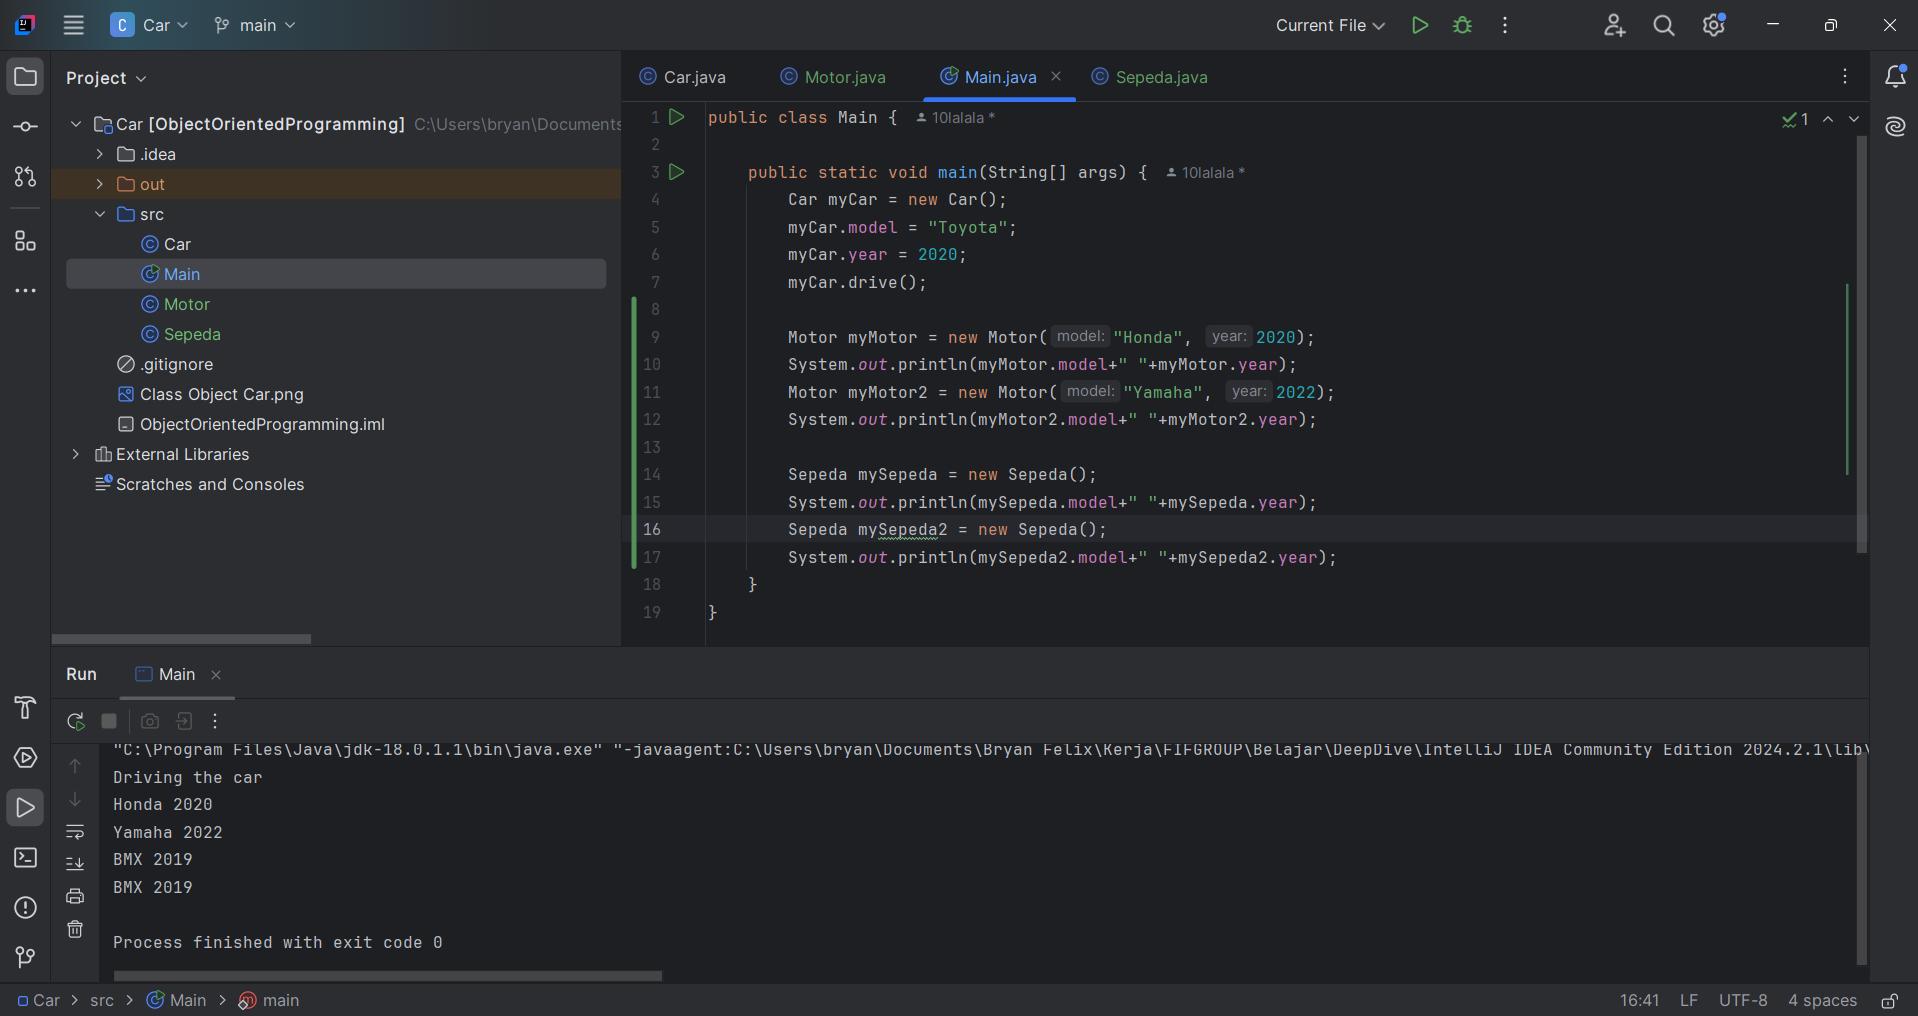 C Car main Current File
Project
Car.java Motor.java Main.java Sepeda.java
Car [ObjectOrientedProgramming] C:\Users\bryan\Documents
.idea
out
src
Car
Main
Motor
Sepeda
.gitignore
Class Object Car.png
ObjectOrientedProgramming.iml
External Libraries
Scratches and Consoles
1 public class Main { 10lalala *
2
3 public static void main(String[] args) { 10lalala *
4 Car myCar = new Car();
5 myCar.model = "Toyota";
6 myCar.year = 2020;
7 myCar.drive();
8
9 Motor myMotor = new Motor( model: "Honda", year: 2020);
10 System.out.println(myMotor.model+" "+myMotor.year);
11 Motor myMotor2 = new Motor( model: "Yamaha", year: 2022);
12 System.out.println(myMotor2.model+" "+myMotor2.year);
13
14 Sepeda mySepeda = new Sepeda();
15 System.out.println(mySepeda.model+" "+mySepeda.year);
16 Sepeda mySepeda2 = new Sepeda();
17 System.out.println(mySepeda2.model+" "+mySepeda2.year);
18 }
19 }
1
Run Main
"C:\Program Files\Java\jdk-18.0.1.1\bin\java.exe" "-javaagent:C:\Users\bryan\Documents\Bryan Felix\Kerja\FIFGROUP\Belajar\DeepDive\IntelliJ IDEA Community Edition 2024.2.1\lib\
Driving the car
Honda 2020
Yamaha 2022
BMX 2019
BMX 2019
Process finished with exit code 0
Car > src > Main > main 16:41 LF UTF-8 4 spaces